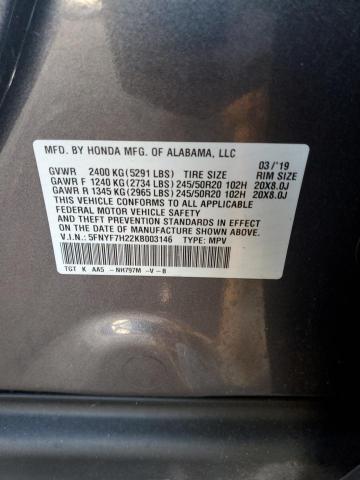 MFD. BY HONDA MFG. OF ALABAMA, LLC
03 /'19
GVWR 2400 KG(5291 LBS) TIRE SIZE RIM SIZE
GAWR F 1240 KG(2734 LBS) 245/50R20 102H 20X8.0J
GAWR R 1345 KG(2965 LBS) 245/50R20 102H 20X8.0J
THIS VEHICLE CONFORMS TO ALL APPLICABLE
FEDERAL MOTOR VEHICLE SAFETY AND
THEFT PREVENTION STANDARDS IN EFFECT ON
THE DATE OF MANUFACTURE SHOWN ABOVE.
V.I.N.: 5FNYF7H22KB003146 TYPE: MPV
TGT K AA5 -NH797M -V-B